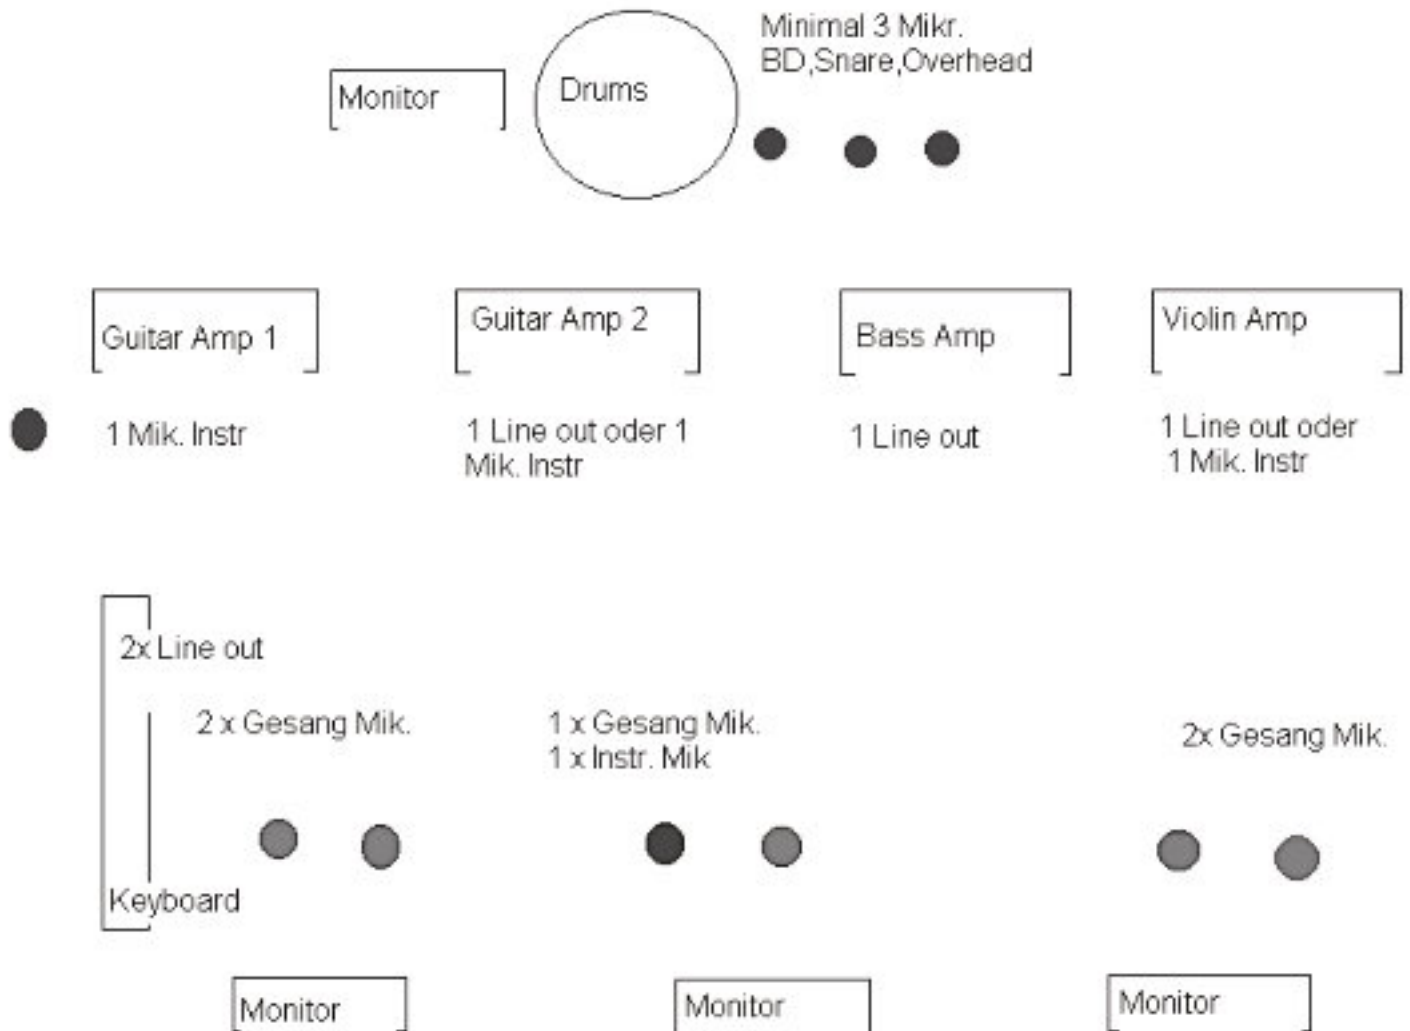 Minimal 3 Mikr.
BD,Snare,Overhead
Monitor
Drums
Guitar Amp 1
Guitar Amp 2
Bass Amp
Violin Amp
1 Mik. Instr
1 Line out oder 1
Mik. Instr
1 Line out
1 Line out oder
1 Mik. Instr
2x Line out
2 x Gesang Mik.
1 x Gesang Mik.
1 x Instr. Mik
2x Gesang Mik.
Keyboard
Monitor
Monitor
Monitor